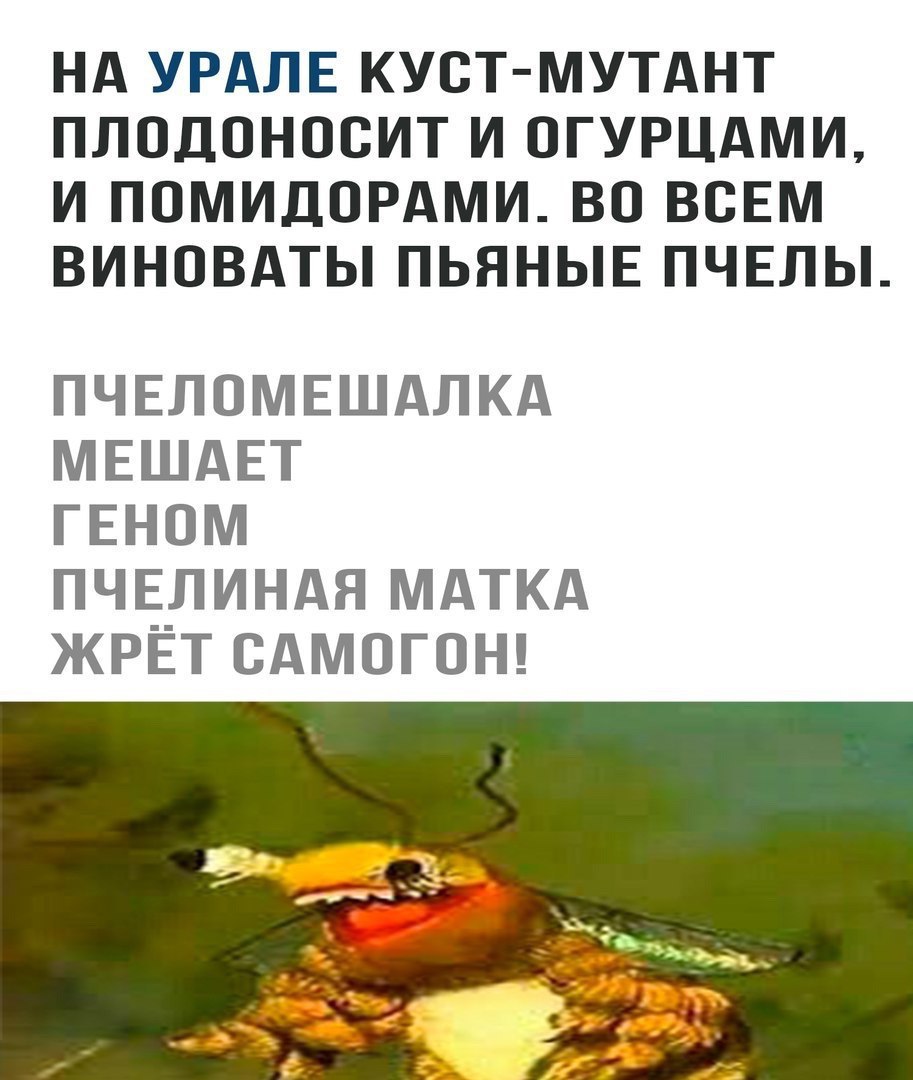 НА УРАЛЕ КУСТ-МУТАНТ
ПЛОДОНОСИТ И ОГУРЦАМИ,
И ПОМИДОРАМИ. ВО ВСЕМ
ВИНОВАТЫ ПЬЯНЫЕ ПЧЕЛЫ.
ПЧЕЛОМЕШАЛКА
МЕШАЕТ
ГЕНОМ
ПЧЕЛИНАЯ МАТКА
ЖРЁТ САМОГОН!